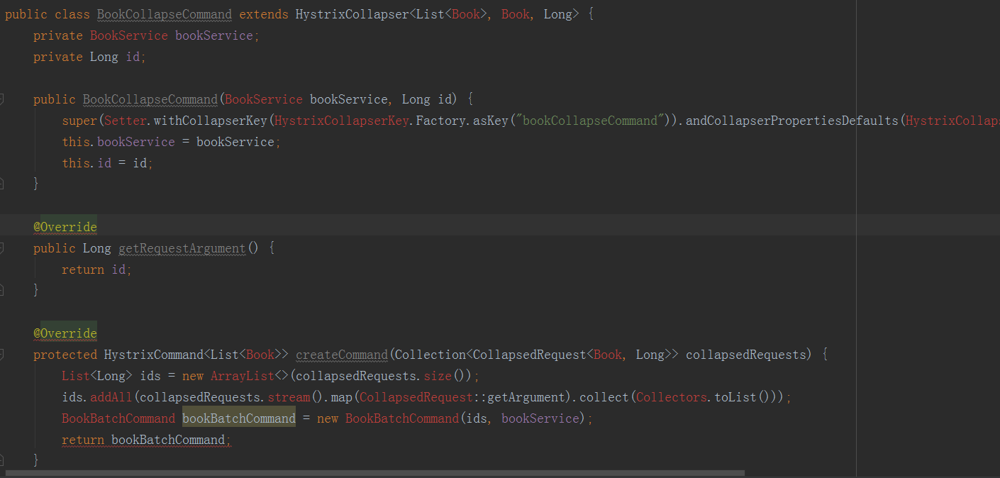 public class BookCollapseCommand extends HystrixCollapser<List<Book>, Book, Long> {
private BookService bookService;
private Long id;
public BookCollapseCommand(BookService bookService, Long id) {
super(Setter.withCollapserKey(HystrixCollapserKey.Factory.asKey("bookCollapseCommand")).andCollapserPropertiesDefaults(HystrixCollaps
this.bookService = bookService;
this.id = id;
}
@Override
public Long getRequestArgument() {
return id;
}
@Override
protected HystrixCommand<List<Book>> createCommand(Collection<CollapsedRequest<Book, Long>> collapsedRequests) {
List<Long> ids = new ArrayList<>(collapsedRequests.size());
ids.addAll(collapsedRequests.stream().map(CollapsedRequest::getArgument).collect(Collectors.toList()));
BookBatchCommand bookBatchCommand = new BookBatchCommand(ids, bookService);
return bookBatchCommand;
}